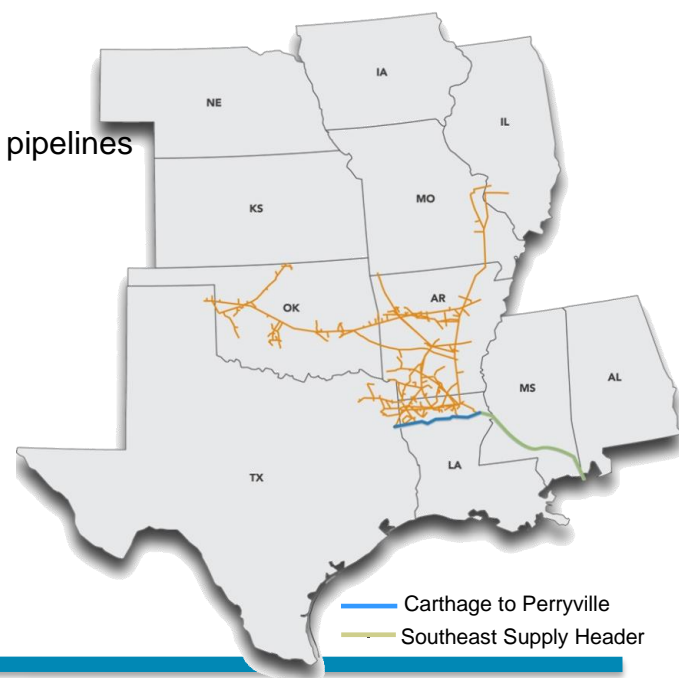 IA
NE
IL
pipelines
MO
KS
AR
OK
AL
MS
LA
TX
Carthage to Perryville
Southeast Supply Header